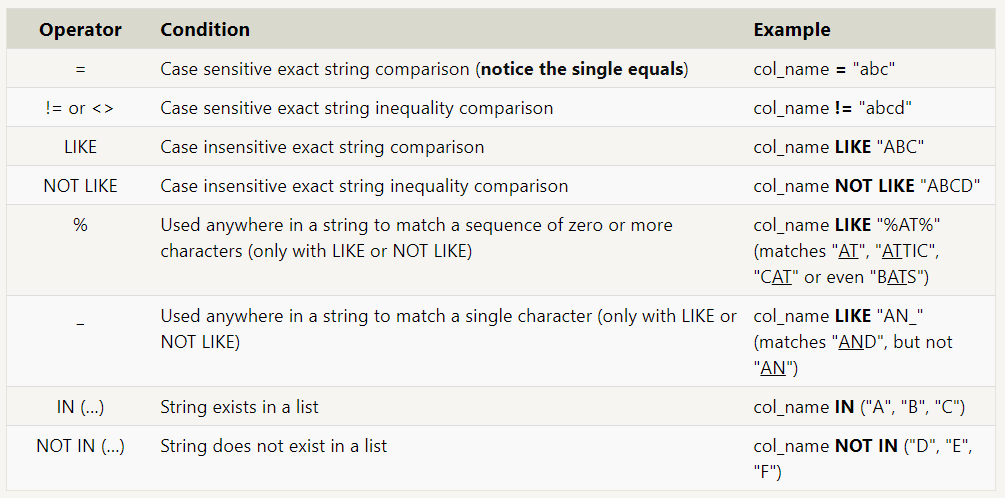 Operator Condition Example
= Case sensitive exact string comparison (notice the single equals) col_name = "abc"
!= or <> Case sensitive exact string inequality comparison col_name != "abcd"
LIKE Case insensitive exact string comparison col_name LIKE "ABC"
NOT LIKE Case insensitive exact string inequality comparison col_name NOT LIKE "ABCD"
% Used anywhere in a string to match a sequence of zero or more col_name LIKE "%AT%"
characters (only with LIKE or NOT LIKE) (matches "AT", "ATTIC",
"CAT" or even "BATS")
_ Used anywhere in a string to match a single character (only with LIKE or col_name LIKE "AN_"
NOT LIKE) (matches "AND", but not
"AN")
IN (…) String exists in a list col_name IN ("A", "B", "C")
NOT IN (…) String does not exist in a list col_name NOT IN ("D", "E",
"F")